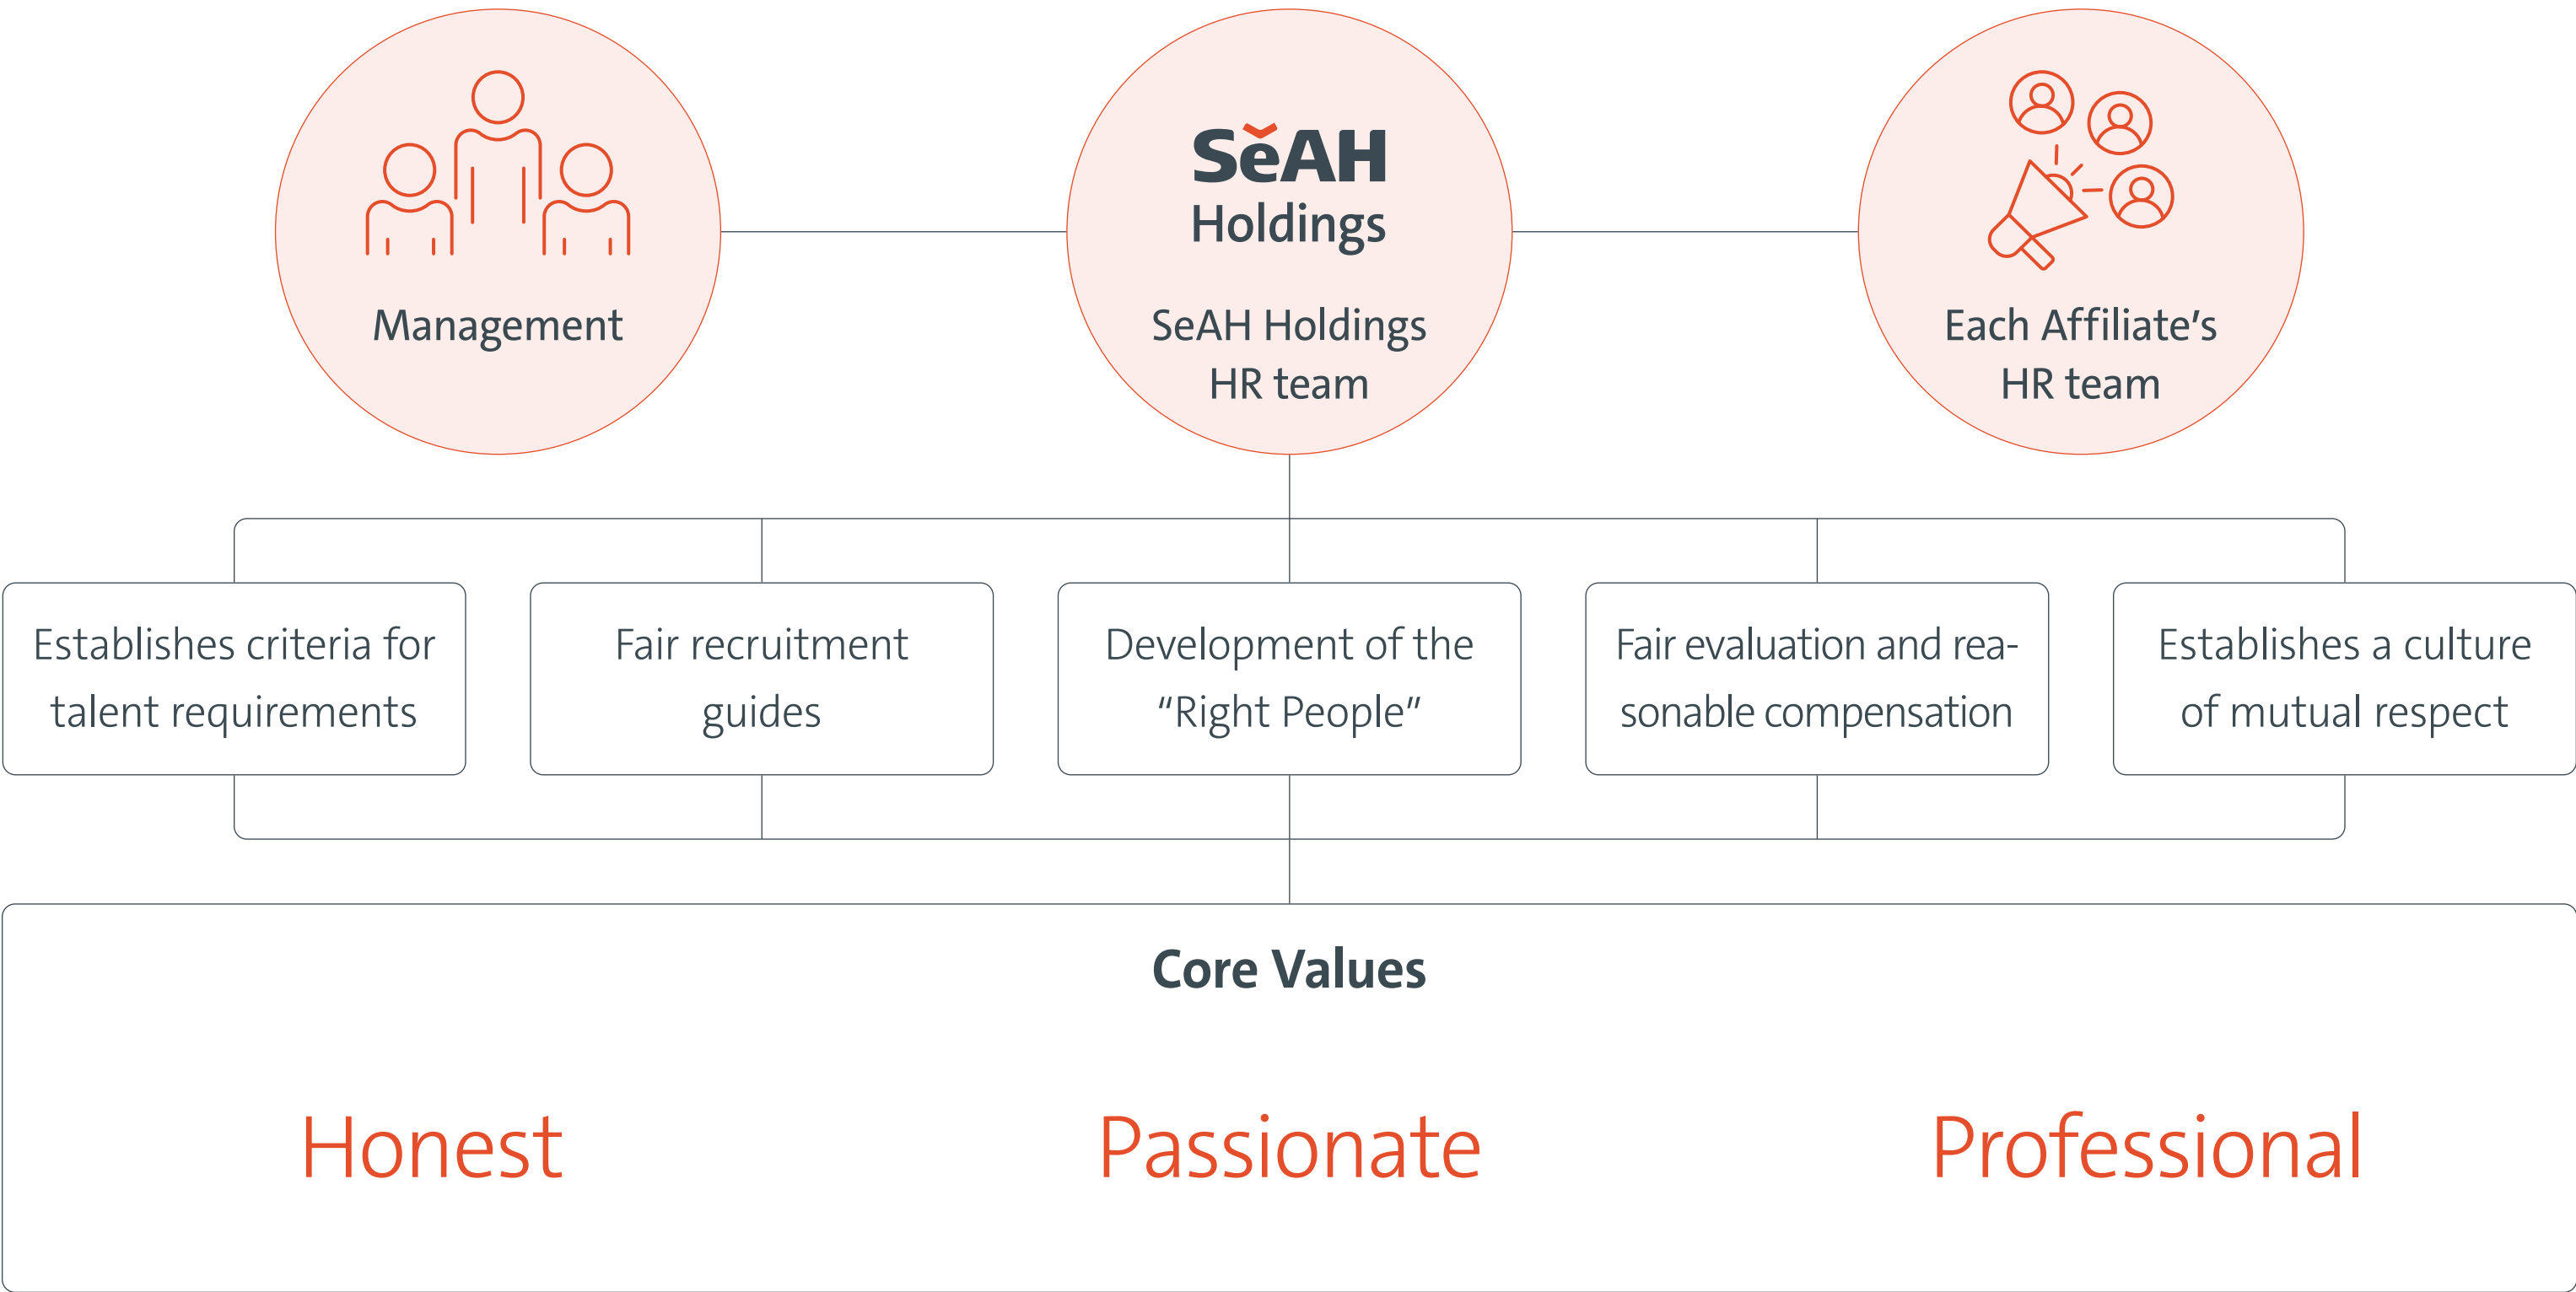 Management
SeAH
Holdings
SeAH Holdings
HR team
Each Affiliate’s
HR team
Establishes criteria for
talent requirements
Fair recruitment
guides
Development of the
“Right People”
Fair evaluation and rea-
sonable compensation
Establishes a culture
of mutual respect
Core Values
Honest
Passionate
Professional